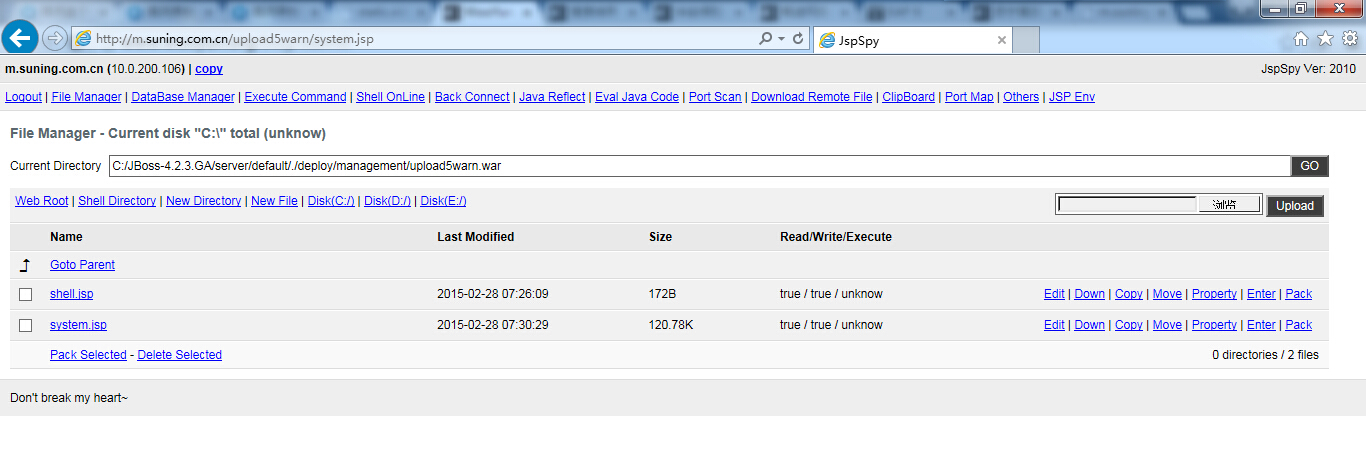 http://m.suning.com.cn/upload5warn/system.jsp
JspSpy
m.suning.com.cn (10.0.200.106) | copy
JspSpy Ver: 2010
Logout | File Manager | DataBase Manager | Execute Command | Shell OnLine | Back Connect | Java Reflect | Eval Java Code | Port Scan | Download Remote File | ClipBoard | Port Map | Others | JSP Env
File Manager - Current disk "C:\" total (unknow)
Current Directory C:/JBoss-4.2.3.GA/server/default/./deploy/management/upload5warn.war GO
Web Root | Shell Directory | New Directory | New File | Disk(C:/) | Disk(D:/) | Disk(E:/) Upload
Name Last Modified Size Read/Write/Execute
Goto Parent
shell.jsp 2015-02-28 07:26:09 172B true / true / unknow Edit | Down | Copy | Move | Property | Enter | Pack
system.jsp 2015-02-28 07:30:29 120.78K true / true / unknow Edit | Down | Copy | Move | Property | Enter | Pack
Pack Selected - Delete Selected 0 directories / 2 files
Don't break my heart~